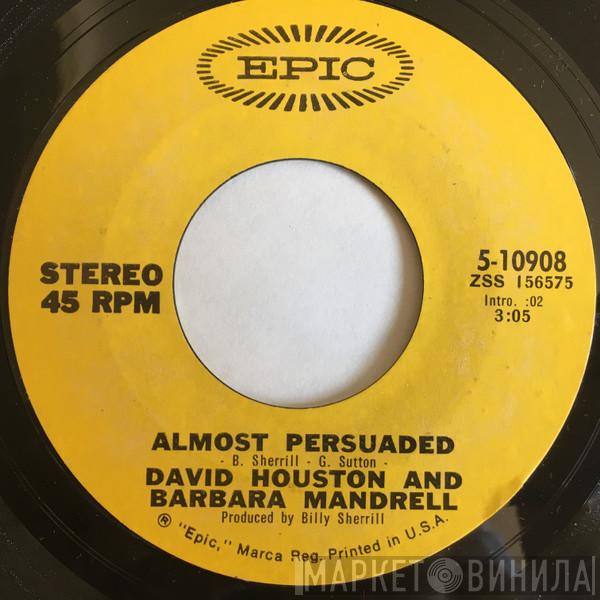 EPIC
STEREO
45 RPM
5-10908
ZSS 156575
Intro. :02
3:05
ALMOST PERSUADED
- B. Sherrill - G. Sutton -
DAVID HOUSTON AND
BARBARA MANDRELL
Produced by Billy Sherrill
® "Epic," Marca Reg. Printed in U.S.A.
МАРКЕТ ВИНИЛА